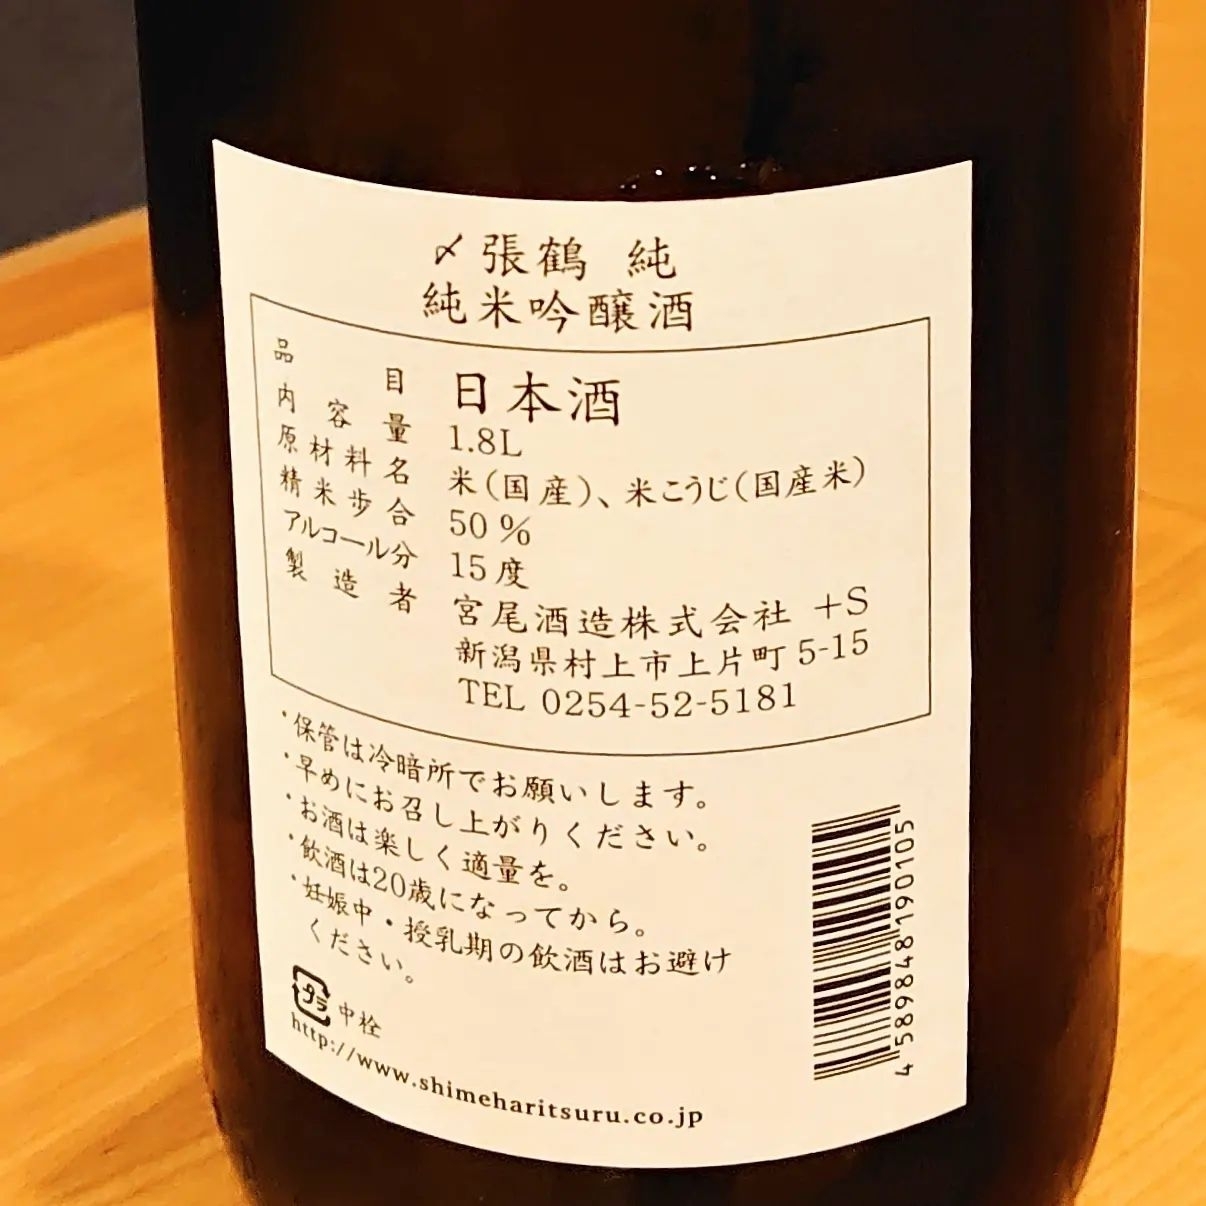 〆張鶴 純
純米吟醸酒
品目 日本酒
内容量 1.8L
原材料名 米(国産)、米こうじ(国産米)
精米歩合 50%
アルコール分 15度
製造者 宮尾酒造株式会社 +S
新潟県村上市上片町5-15
TEL 0254-52-5181
・保管は冷暗所でお願いします。
・早めにお召し上がりください。
・お酒は楽しく適量を。
・飲酒は20歳になってから。
・妊娠中・授乳期の飲酒はお避け
ください。
プラ 中栓
http://www.shimeharitsuru.co.jp
4589848190105